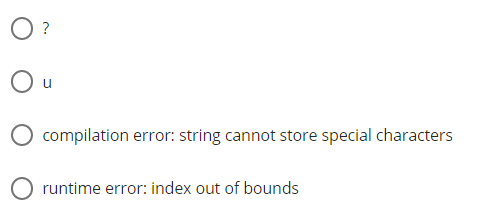 ?
u
compilation error: string cannot store special characters
runtime error: index out of bounds